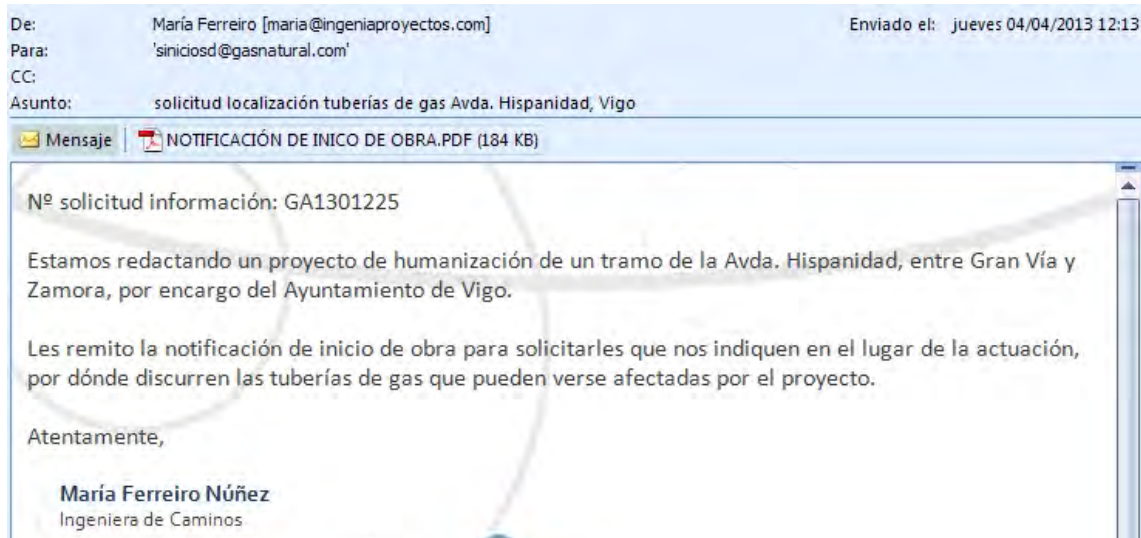 De: María Ferreiro [maria@ingeniaproyectos.com] Enviado el: jueves 04/04/2013 12:13
Para: 'siniciosd@gasnatural.com'
CC:
Asunto: solicitud localización tuberías de gas Avda. Hispanidad, Vigo
Mensaje NOTIFICACIÓN DE INICO DE OBRA.PDF (184 KB)
Nº solicitud información: GA1301225
Estamos redactando un proyecto de humanización de un tramo de la Avda. Hispanidad, entre Gran Vía y
Zamora, por encargo del Ayuntamiento de Vigo.
Les remito la notificación de inicio de obra para solicitarles que nos indiquen en el lugar de la actuación,
por dónde discurren las tuberías de gas que pueden verse afectadas por el proyecto.
Atentamente,
María Ferreiro Núñez
Ingeniera de Caminos